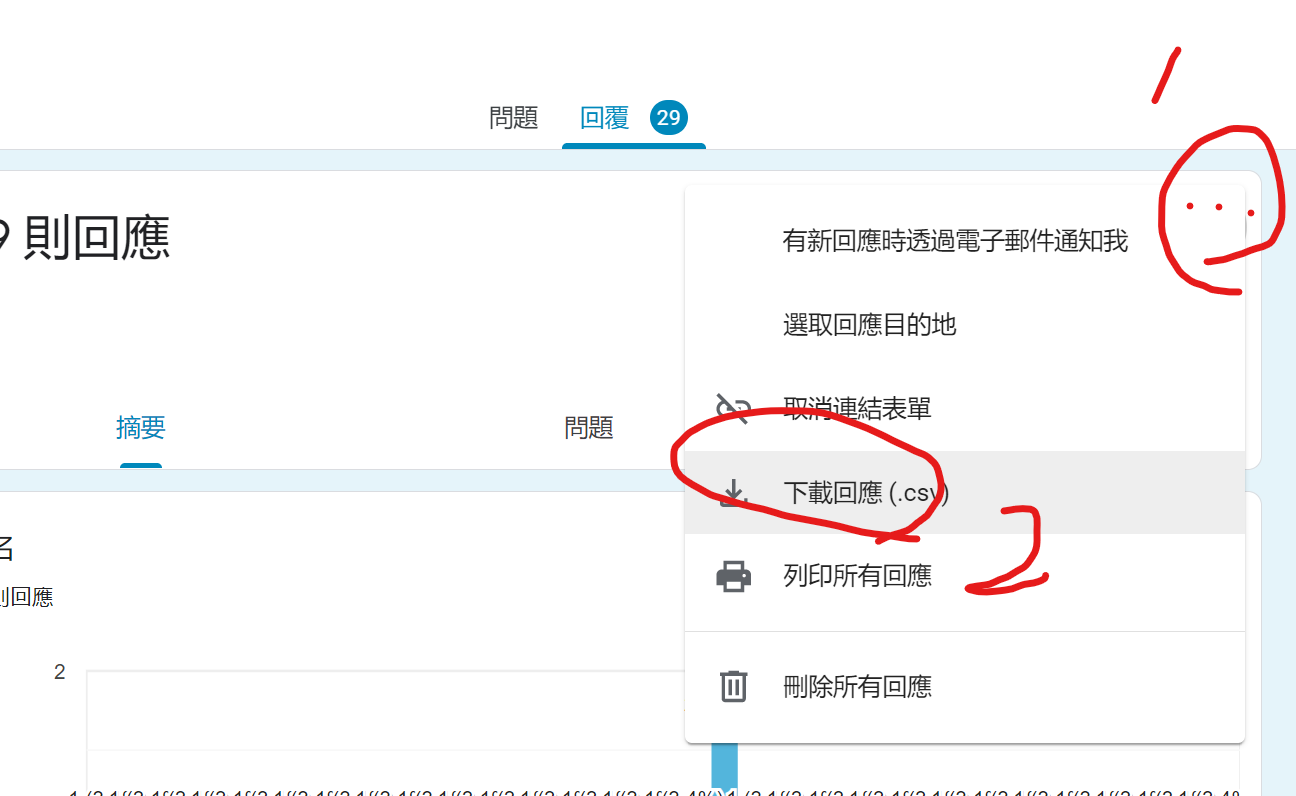 問題 回覆 29
1
則回應
有新回應時透過電子郵件通知我
選取回應目的地
取消連結表單
摘要 問題
下載回應 (.csv)
2
列印所有回應
名
則回應
2
刪除所有回應